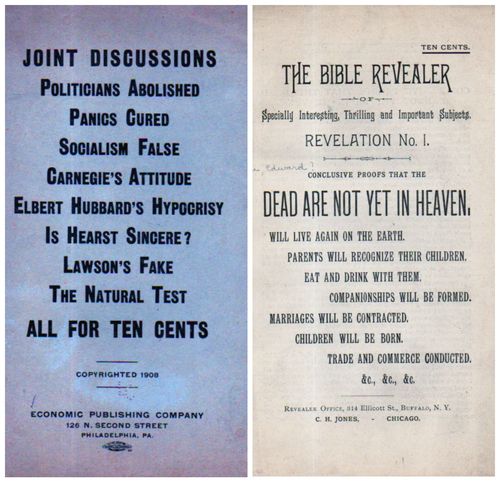 JOINT DISCUSSIONS
POLITICIANS ABOLISHED
PANICS CURED
SOCIALISM FALSE
CARNEGIE'S ATTITUDE
ELBERT HUBBARD'S HYPOCRISY
IS HEARST SINCERE?
LAWSON'S FAKE
THE NATURAL TEST
ALL FOR TEN CENTS
COPYRIGHTED 1908
ECONOMIC PUBLISHING COMPANY
126 N. SECOND STREET
PHILADELPHIA, PA.
TEN CENTS.
THE BIBLE REVEALER
OF
Specially Interesting, Thrilling and Important Subjects.
REVELATION No. 1.
Edward?
CONCLUSIVE PROOFS THAT THE
DEAD ARE NOT YET IN HEAVEN,
WILL LIVE AGAIN ON THE EARTH.
PARENTS WILL RECOGNIZE THEIR CHILDREN.
EAT AND DRINK WITH THEM.
COMPANIONSHIPS WILL BE FORMED.
MARRIAGES WILL BE CONTRACTED.
CHILDREN WILL BE BORN.
TRADE AND COMMERCE CONDUCTED.
&c., &c., &c.
REVEALER OFFICE, 314 Ellicott St., BUFFALO, N. Y.
C. H. JONES, - CHICAGO.